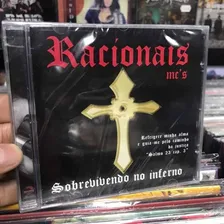 Racionais
mc's
Refrigere minha alma
e guia-me pelo caminho
da justiça
"Salmo 23 cap. 3"
Sobrevivendo no inferno